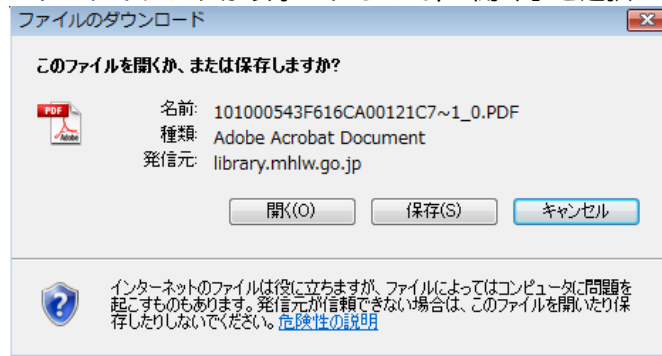 ファイルのダウンロード
このファイルを開くか、または保存しますか?
PDF
Adobe
名前: 101000543F616CA00121C7~1_0.PDF
種類: Adobe Acrobat Document
発信元: library.mhlw.go.jp
開く(O) 保存(S) キャンセル
インターネットのファイルは役に立ちますが、ファイルによってはコンピュータに問題を
起こすものもあります。発信元が信頼できない場合は、このファイルを開いたり保
存したりしないでください。危険性の説明